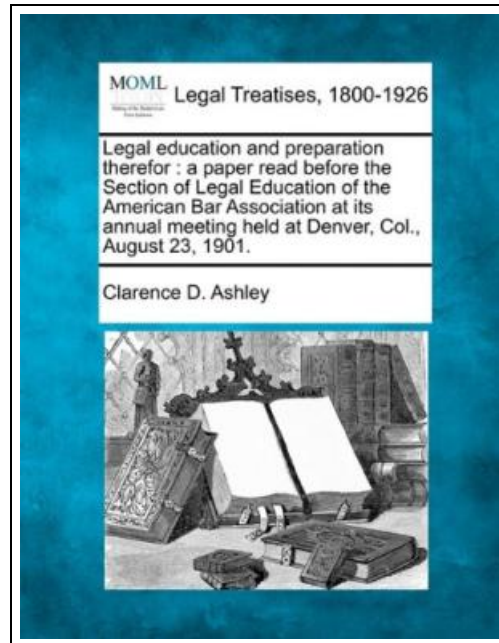 MOML
Legal Treatises, 1800-1926
Legal education and preparation
therefor : a paper read before the
Section of Legal Education of the
American Bar Association at its
annual meeting held at Denver, Col.,
August 23, 1901.
Clarence D. Ashley